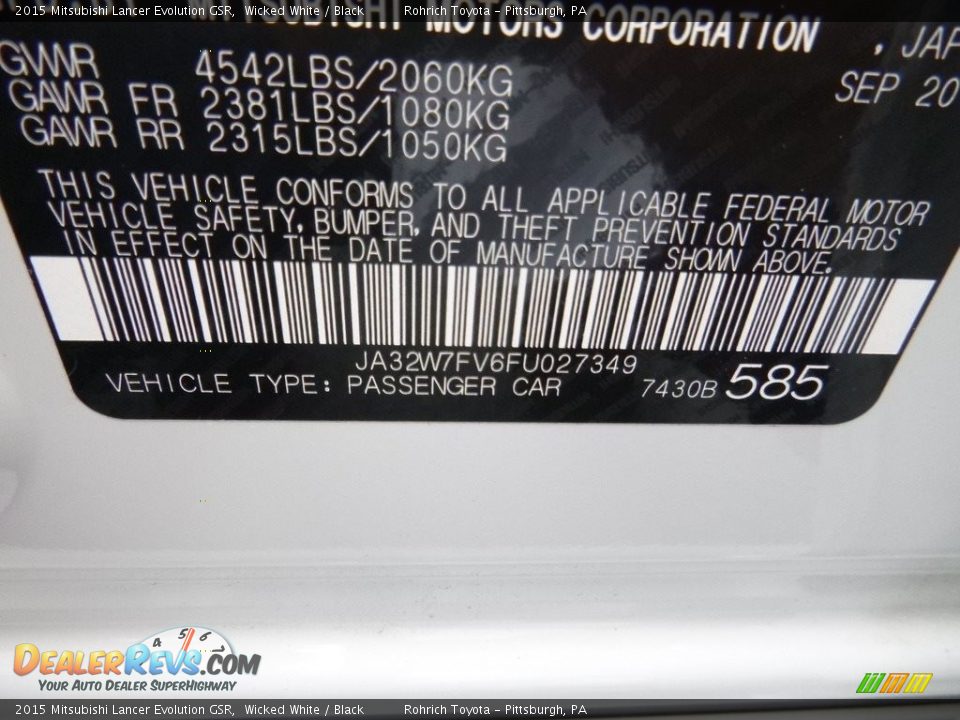 2015 Mitsubishi Lancer Evolution GSR, Wicked White / Black Rohrich Toyota - Pittsburgh, PA
MOTORS CORPORATION , JAP
GVWR 4542LBS/2060KG SEP 20
GAWR FR 2381LBS/1080KG
GAWR RR 2315LBS/1050KG
THIS VEHICLE CONFORMS TO ALL APPLICABLE FEDERAL MOTOR
VEHICLE SAFETY, BUMPER, AND THEFT PREVENTION STANDARDS
IN EFFECT ON THE DATE OF MANUFACTURE SHOWN ABOVE.
JA32W7FV6FU027349
VEHICLE TYPE: PASSENGER CAR 7430B 585
4 5 6
DEALERREVS.COM
YOUR AUTO DEALER SUPERHIGHWAY
2015 Mitsubishi Lancer Evolution GSR, Wicked White / Black Rohrich Toyota - Pittsburgh, PA